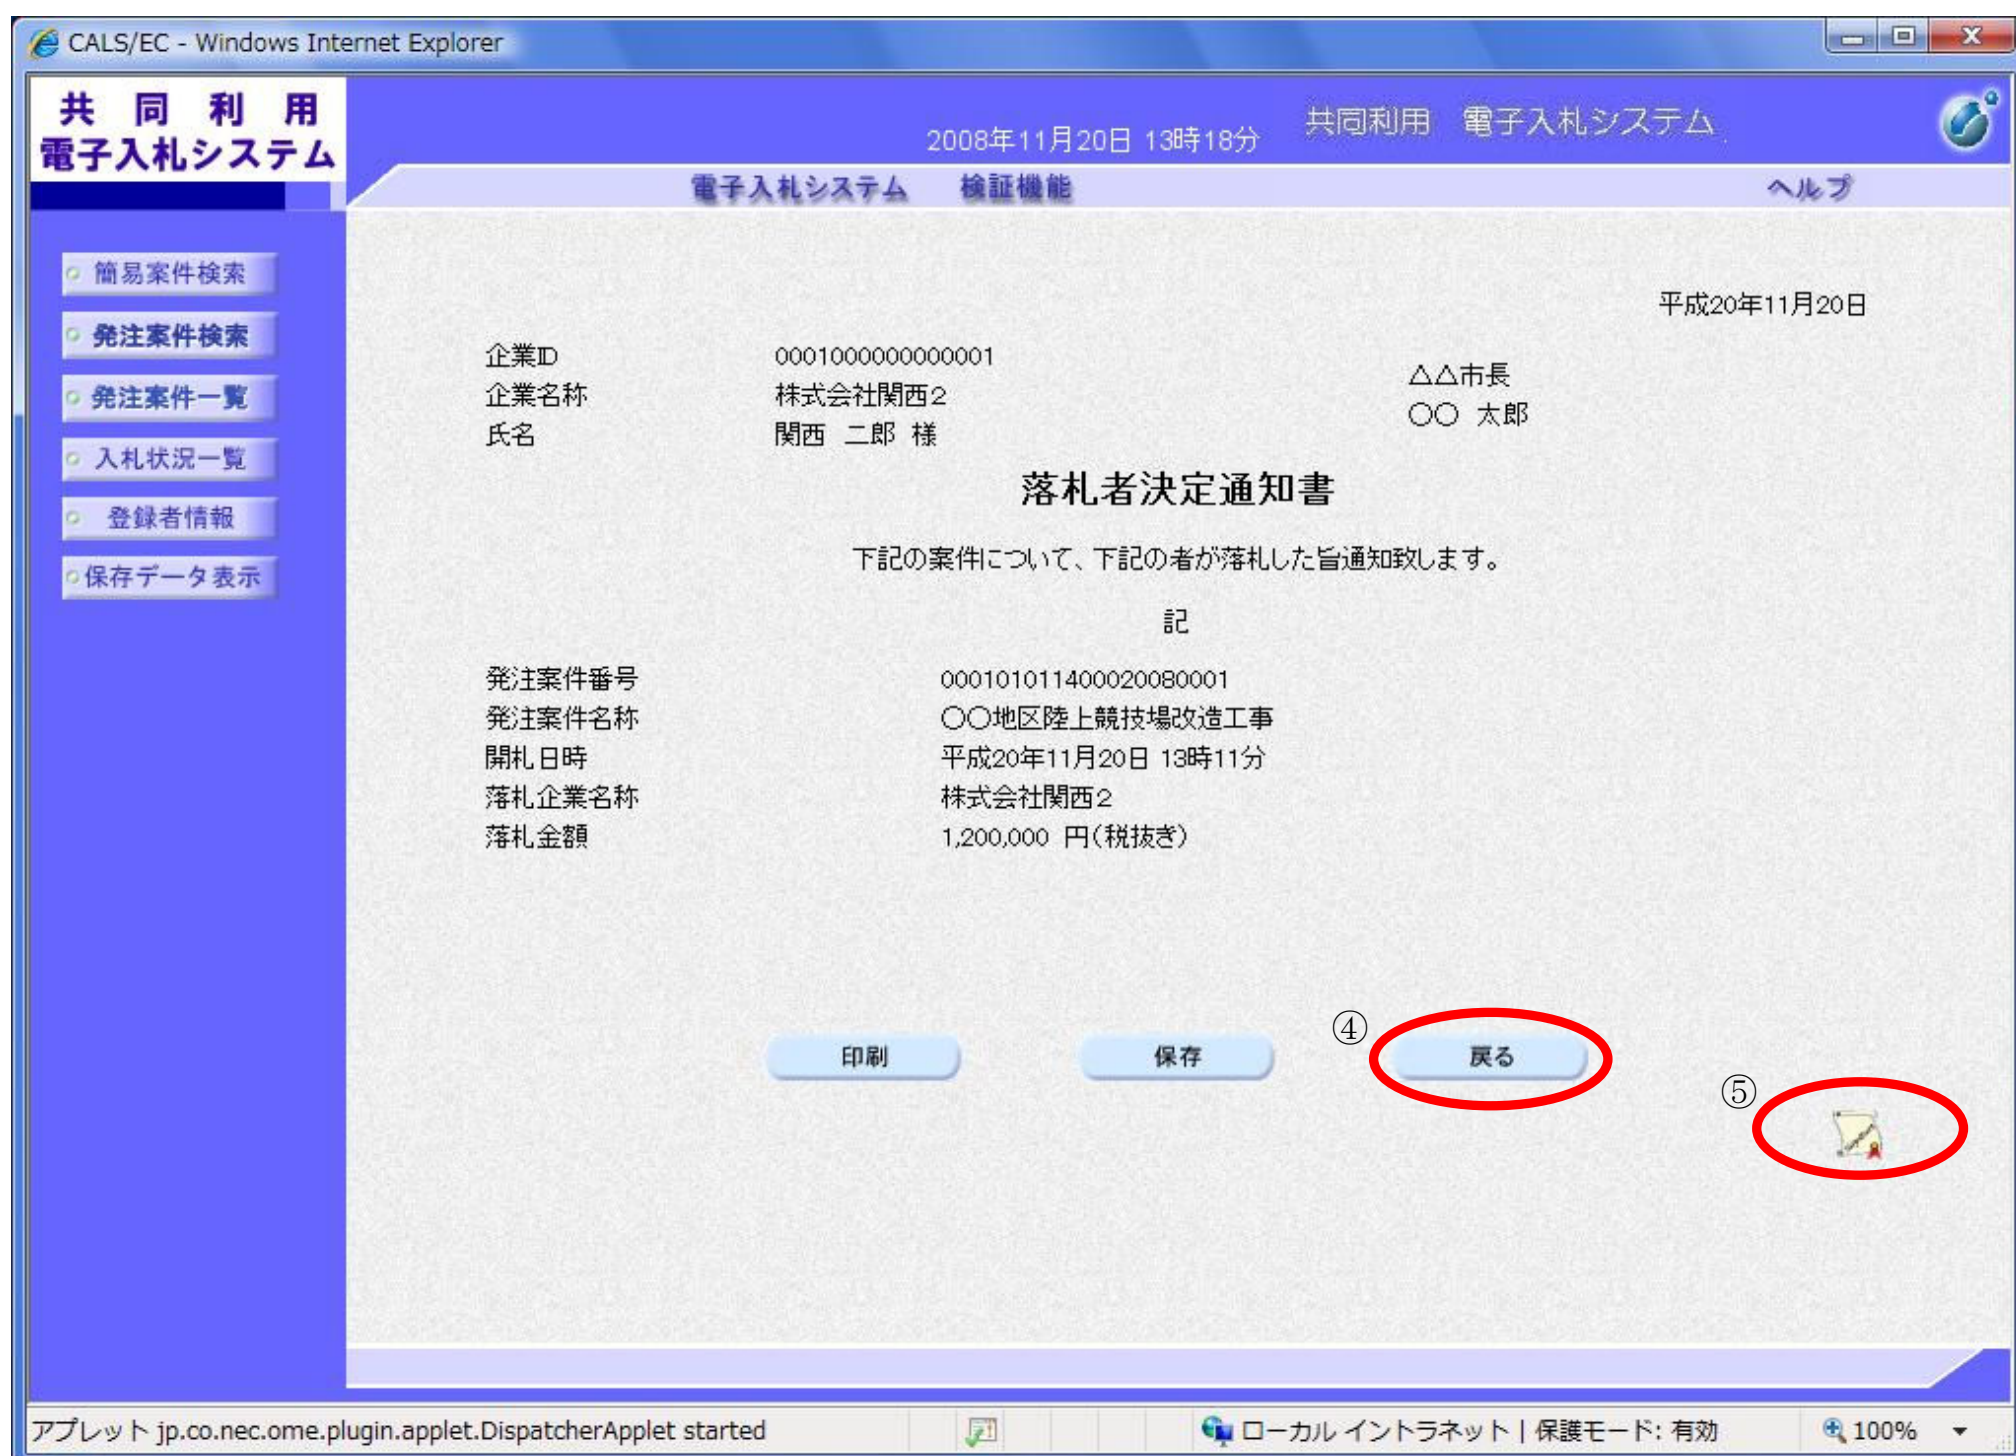 CALS/EC - Windows Internet Explorer
共 同 利 用
電子入札システム
2008年11月20日 13時18分
共同利用 電子入札システム
電子入札システム 検証機能 ヘルプ
簡易案件検索
発注案件検索
発注案件一覧
入札状況一覧
登録者情報
保存データ表示
平成20年11月20日
企業ID 0001000000000001
企業名称 株式会社関西2
氏名 関西 二郎 様
△△市長
○○ 太郎
落札者決定通知書
下記の案件について、下記の者が落札した旨通知致します。
記
発注案件番号 000101011400020080001
発注案件名称 ○○地区陸上競技場改造工事
開札日時 平成20年11月20日 13時11分
落札企業名称 株式会社関西2
落札金額 1,200,000 円(税抜き)
印刷 保存 ④ 戻る
⑤
アプレット jp.co.nec.ome.plugin.applet.DispatcherApplet started ローカル イントラネット | 保護モード: 有効 100%